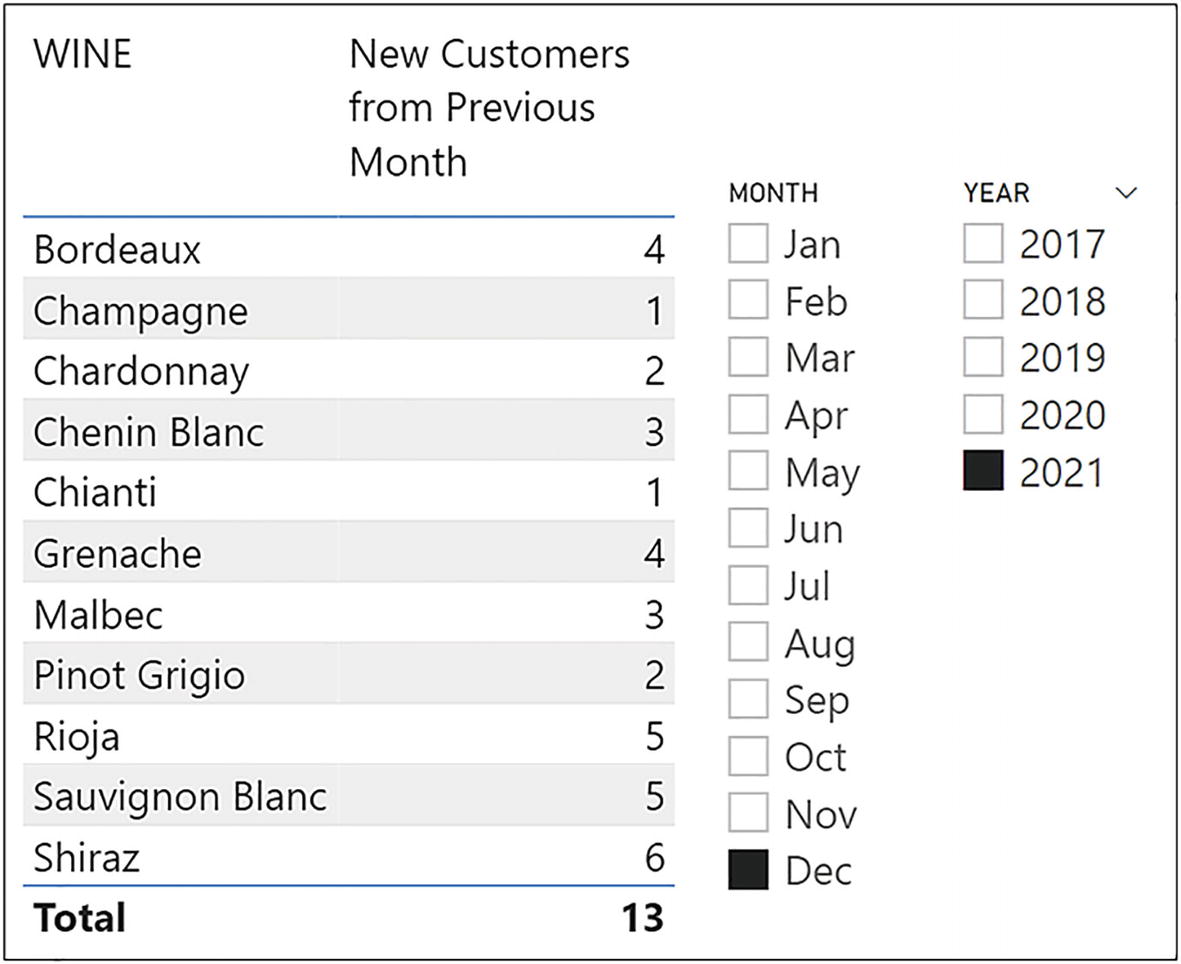 WINE New Customers
from Previous
Month
Bordeaux 4
Champagne 1
Chardonnay 2
Chenin Blanc 3
Chianti 1
Grenache 4
Malbec 3
Pinot Grigio 2
Rioja 5
Sauvignon Blanc 5
Shiraz 6
Total 13
MONTH
Jan
Feb
Mar
Apr
May
Jun
Jul
Aug
Sep
Oct
Nov
Dec
YEAR
2017
2018
2019
2020
2021